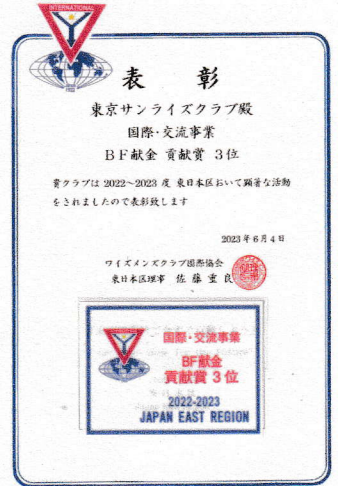 INTERNATIONAL
Y
表彰
東京サンライズクラブ殿
国際・交流事業
BF献金 貢献賞 3位
貴クラブは 2022~2023 度 東日本区おいて顕著な活動
をされましたので表彰致します
2023年6月4日
ワイズメンズクラブ国際協会
東日本区理事 佐藤重良
国際・交流事業
BF献金
貢献賞 3位
2022-2023
JAPAN EAST REGION